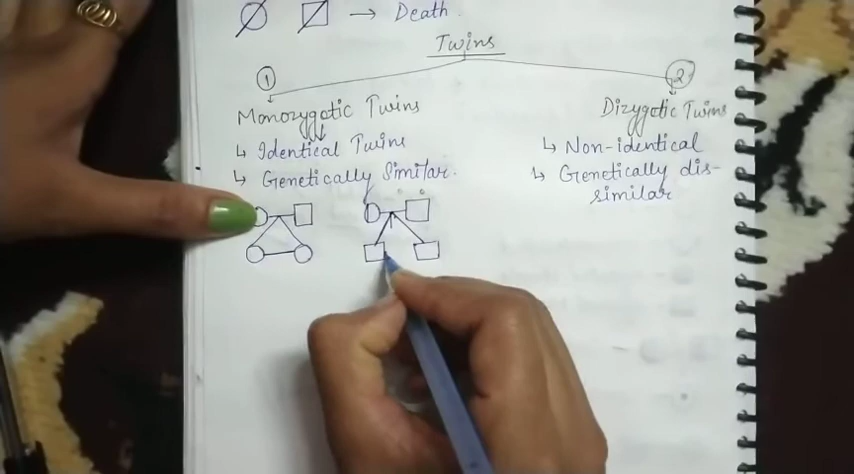 → Death
Twins
1
2
Monozygotic Twins
↳ Identical Twins
↳ Genetically Similar.
Dizygotic Twins
↳ Non-identical
↳ Genetically dis-
similar